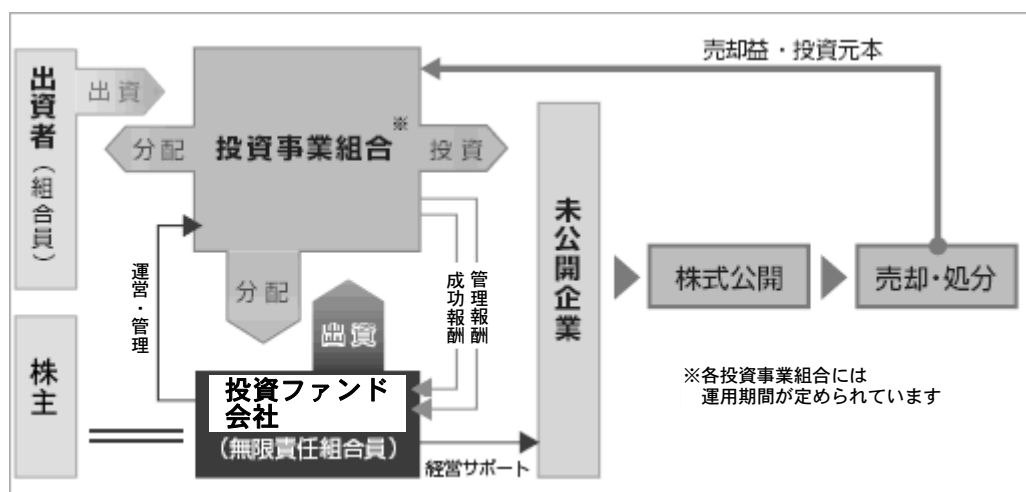 売却益・投資元本
出資者（組合員）
出資
分配
投資事業組合※
投資
運営・管理
分配
出資
成功報酬
管理報酬
未公開企業
株式公開
売却・処分
株主
投資ファンド
会社
（無限責任組合員）
経営サポート
※各投資事業組合には
運用期間が定められています